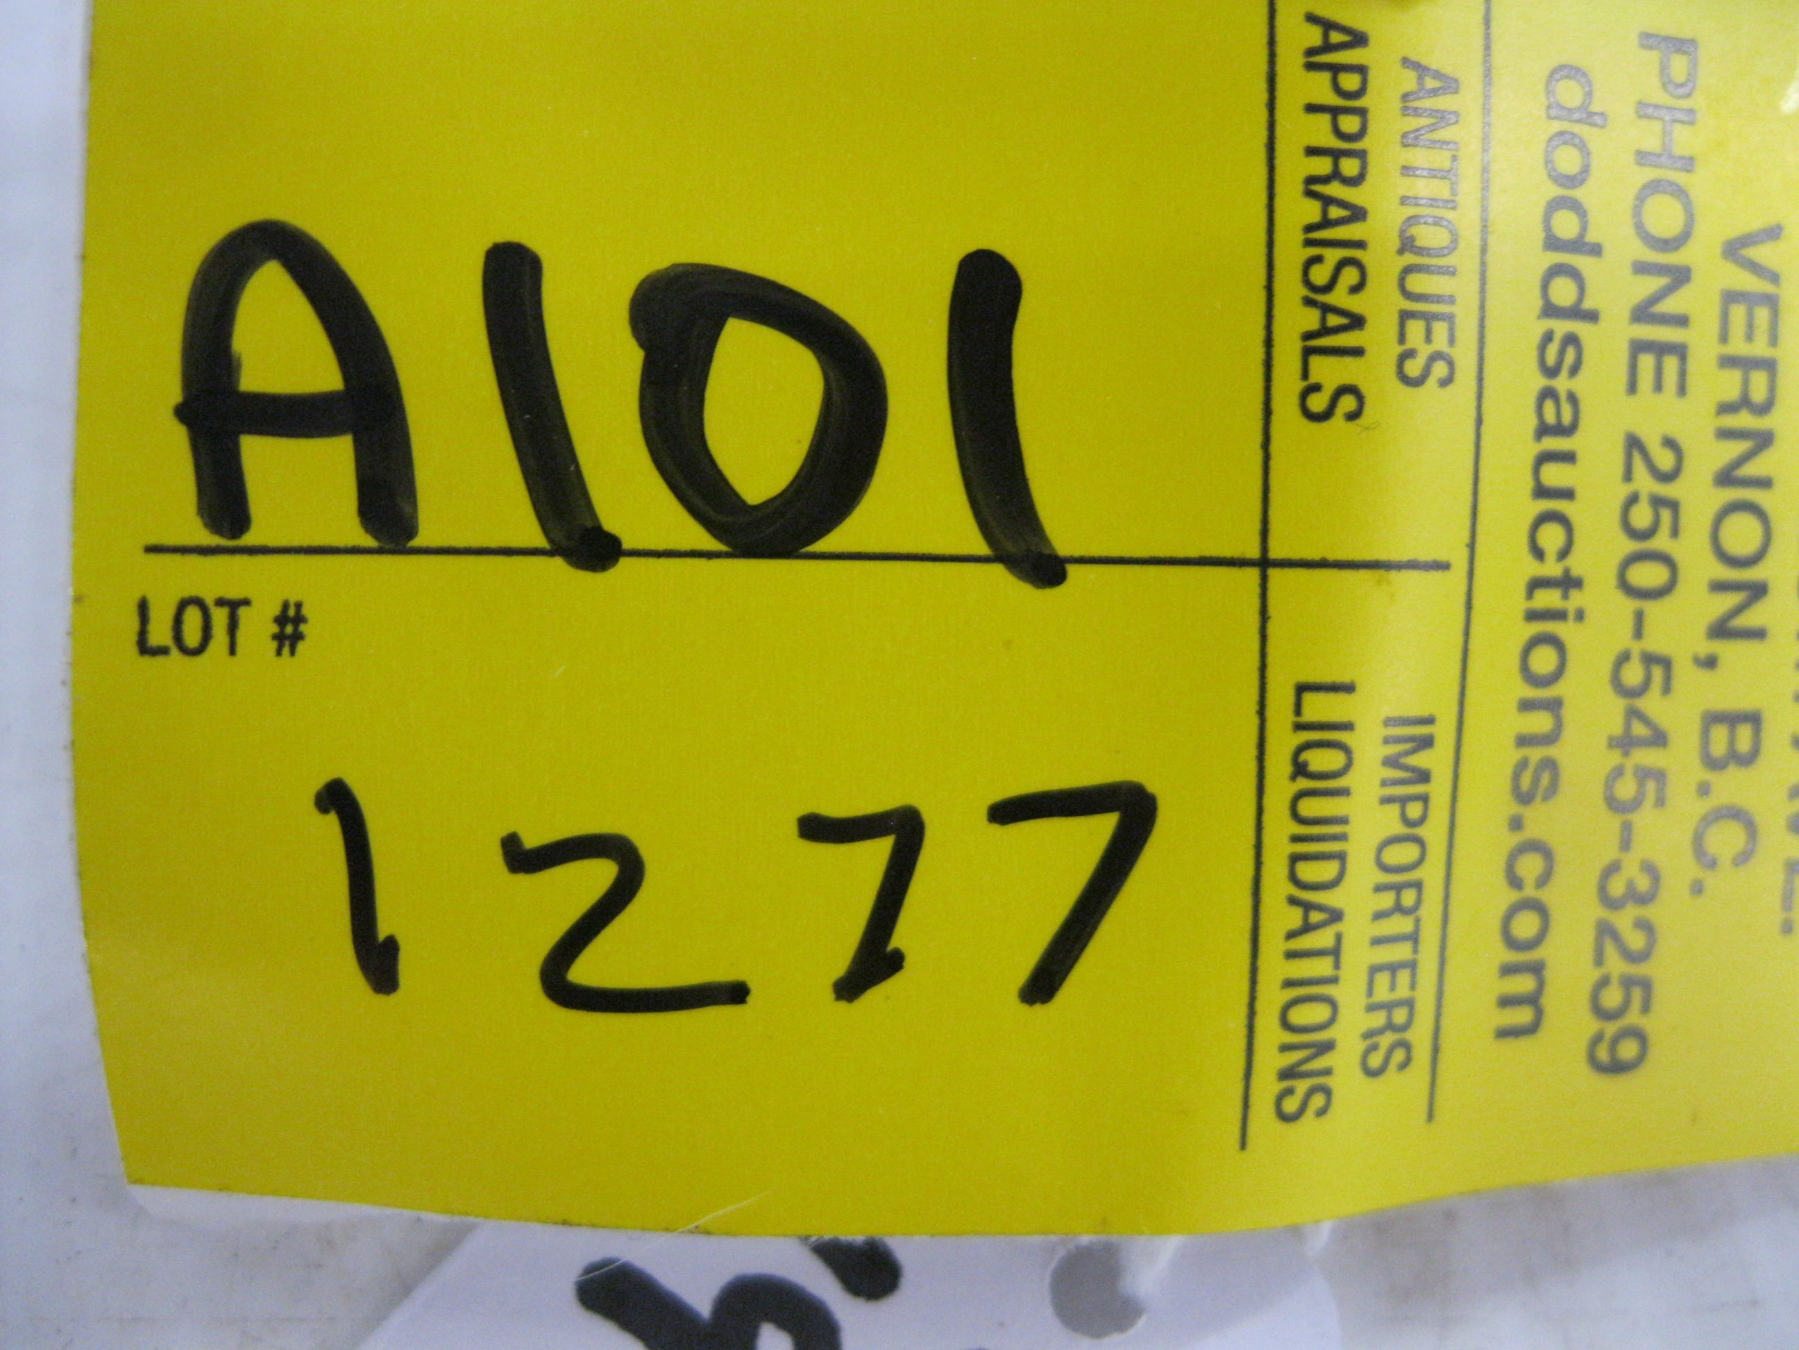 A101
LOT #
1277
VERNON, B.C.
PHONE 250-545-3259
doddsauctions.com
ANTIQUES
APPRAISALS
IMPORTERS
LIQUIDATIONS